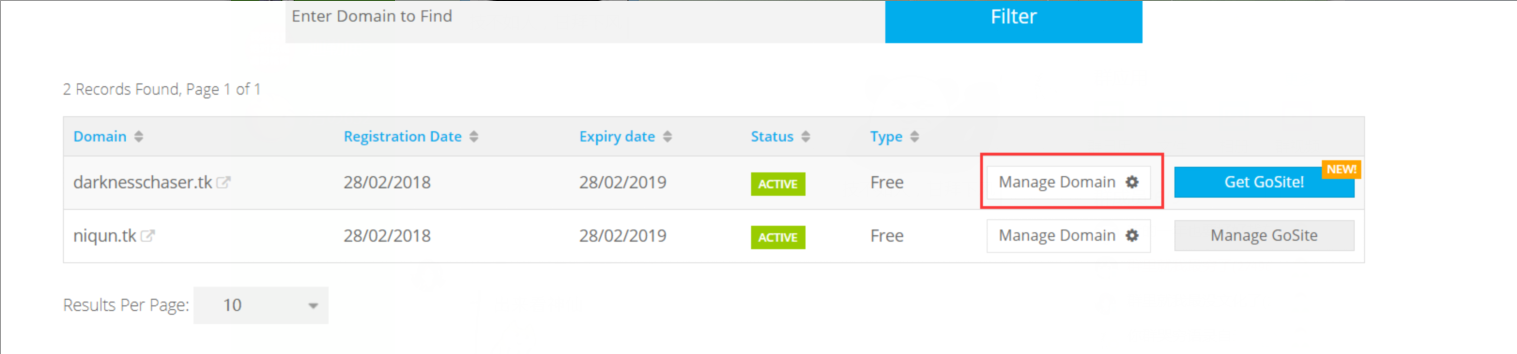 Enter Domain to Find
Filter
2 Records Found, Page 1 of 1
Domain Registration Date Expiry date Status Type
darknesschaser.tk 28/02/2018 28/02/2019 ACTIVE Free Manage Domain Get GoSite! NEW!
niqun.tk 28/02/2018 28/02/2019 ACTIVE Free Manage Domain Manage GoSite
Results Per Page: 10